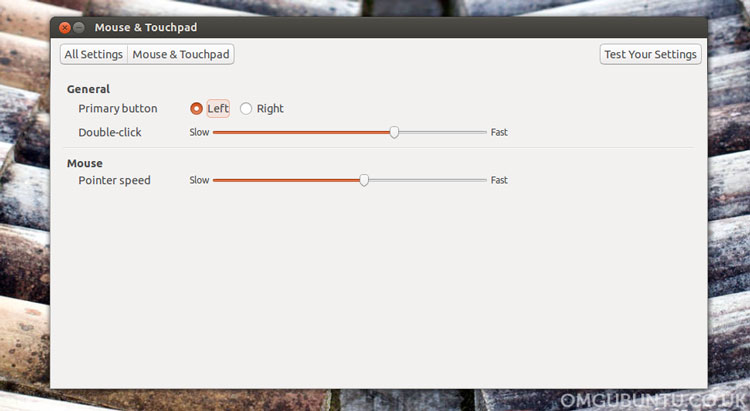 Mouse & Touchpad
All Settings Mouse & Touchpad Test Your Settings
General
Primary button Left Right
Double-click Slow Fast
Mouse
Pointer speed Slow Fast
OMGUBUNTU.CO.UK